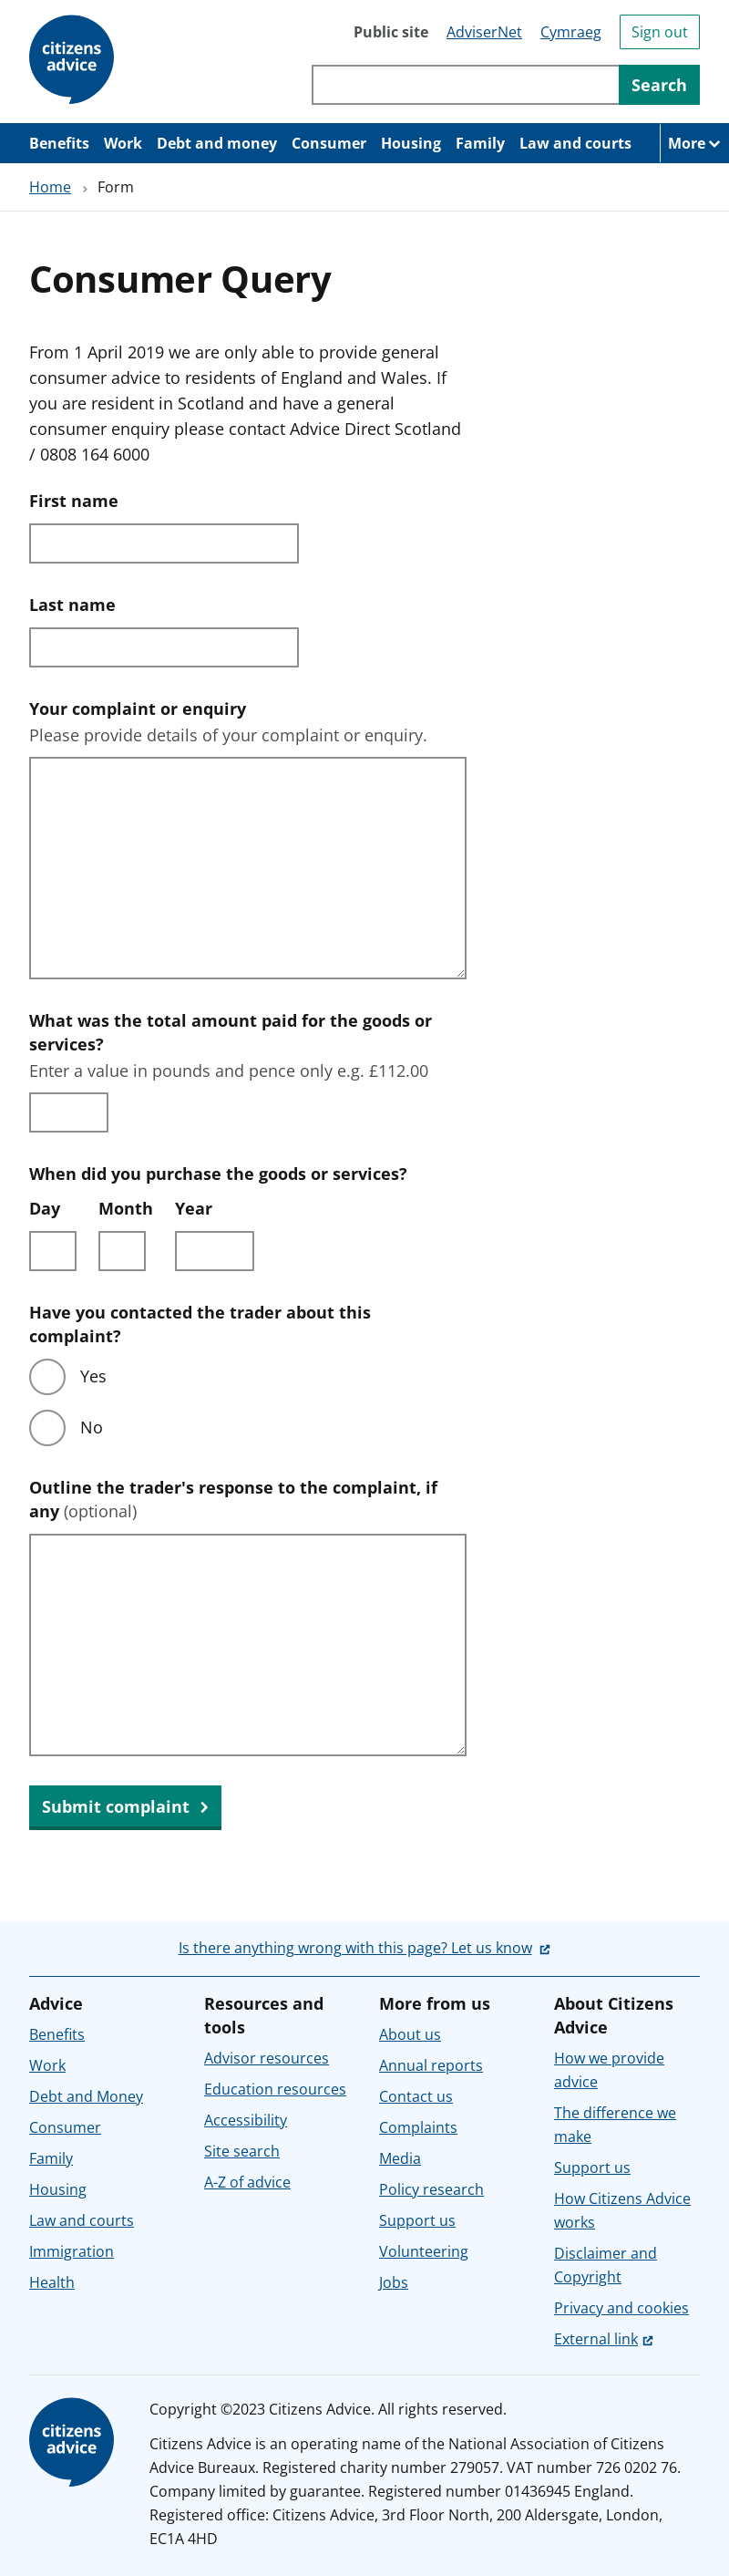 citizens
advice
Public site AdviserNet Cymraeg Sign out
Search
Benefits Work Debt and money Consumer Housing Family Law and courts More
Home › Form
Consumer Query
From 1 April 2019 we are only able to provide general
consumer advice to residents of England and Wales. If
you are resident in Scotland and have a general
consumer enquiry please contact Advice Direct Scotland
/ 0808 164 6000
First name
Last name
Your complaint or enquiry
Please provide details of your complaint or enquiry.
What was the total amount paid for the goods or
services?
Enter a value in pounds and pence only e.g. £112.00
When did you purchase the goods or services?
Day Month Year
Have you contacted the trader about this
complaint?
Yes
No
Outline the trader's response to the complaint, if
any (optional)
Submit complaint
Is there anything wrong with this page? Let us know
Advice
Benefits
Work
Debt and Money
Consumer
Family
Housing
Law and courts
Immigration
Health
Resources and
tools
Advisor resources
Education resources
Accessibility
Site search
A-Z of advice
More from us
About us
Annual reports
Contact us
Complaints
Media
Policy research
Support us
Volunteering
Jobs
About Citizens
Advice
How we provide
advice
The difference we
make
Support us
How Citizens Advice
works
Disclaimer and
Copyright
Privacy and cookies
External link
citizens
advice
Copyright ©2023 Citizens Advice. All rights reserved.
Citizens Advice is an operating name of the National Association of Citizens
Advice Bureaux. Registered charity number 279057. VAT number 726 0202 76.
Company limited by guarantee. Registered number 01436945 England.
Registered office: Citizens Advice, 3rd Floor North, 200 Aldersgate, London,
EC1A 4HD